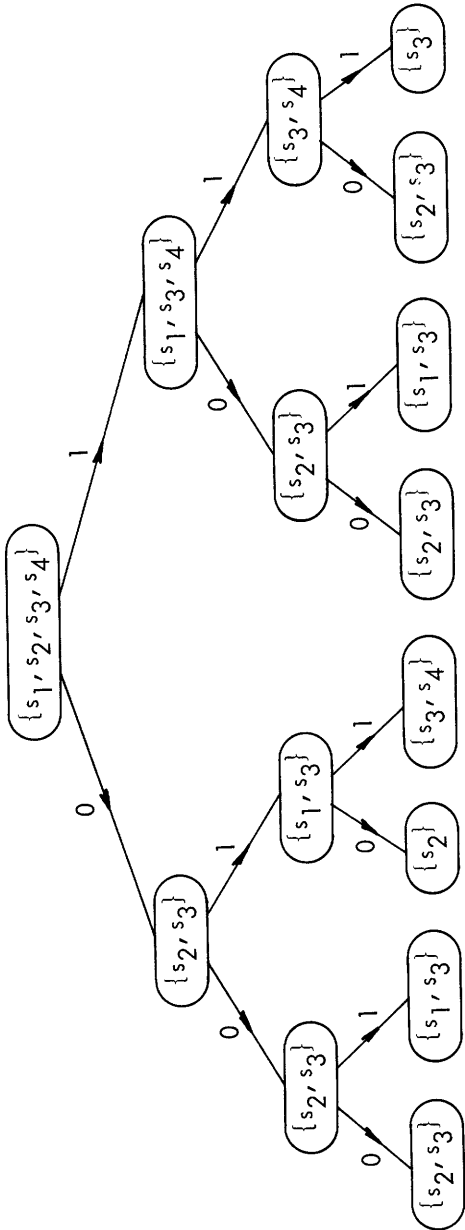 {s1, s2, s3, s4}
0
1
{s2, s3}
{s1, s3, s4}
0
1
0
1
{s2, s3}
{s1, s3}
{s2, s3}
{s3, s4}
0
1
0
1
0
1
0
1
{s2, s3}
{s1, s3}
{s2}
{s3, s4}
{s2, s3}
{s1, s3}
{s2, s3}
{s3}